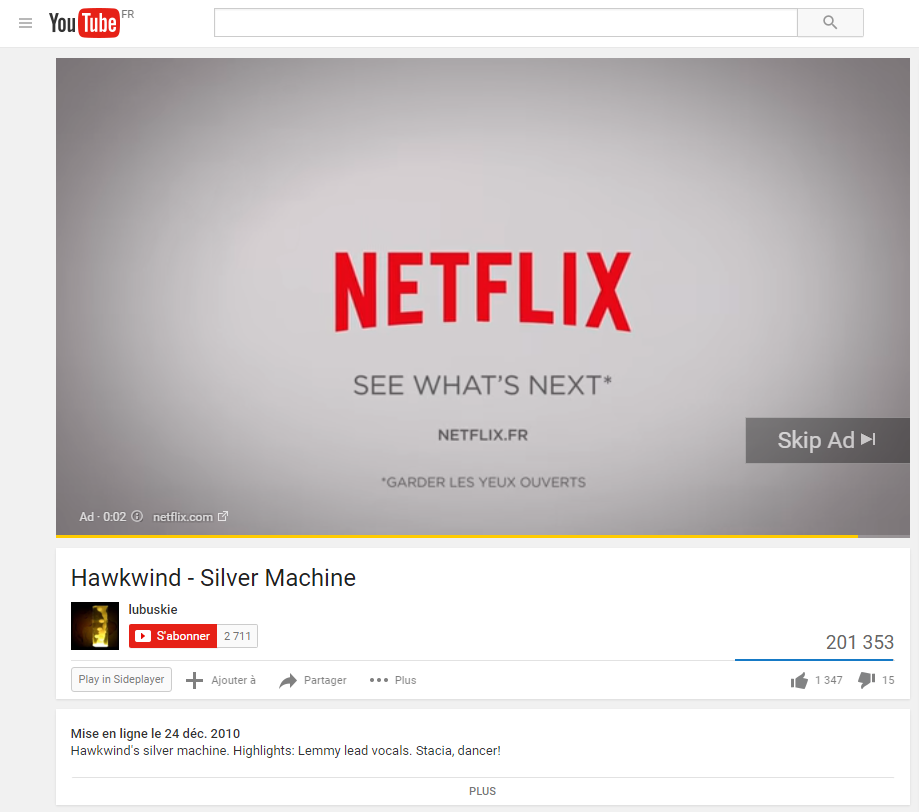 YouTube FR
NETFLIX
SEE WHAT'S NEXT*
NETFLIX.FR
Skip Ad
*GARDER LES YEUX OUVERTS
Ad · 0:02 netflix.com
Hawkwind - Silver Machine
lubuskie
S'abonner 2 711
201 353
Play in Sideplayer Ajouter à Partager Plus 1 347 15
Mise en ligne le 24 déc. 2010
Hawkwind's silver machine. Highlights: Lemmy lead vocals. Stacia, dancer!
PLUS